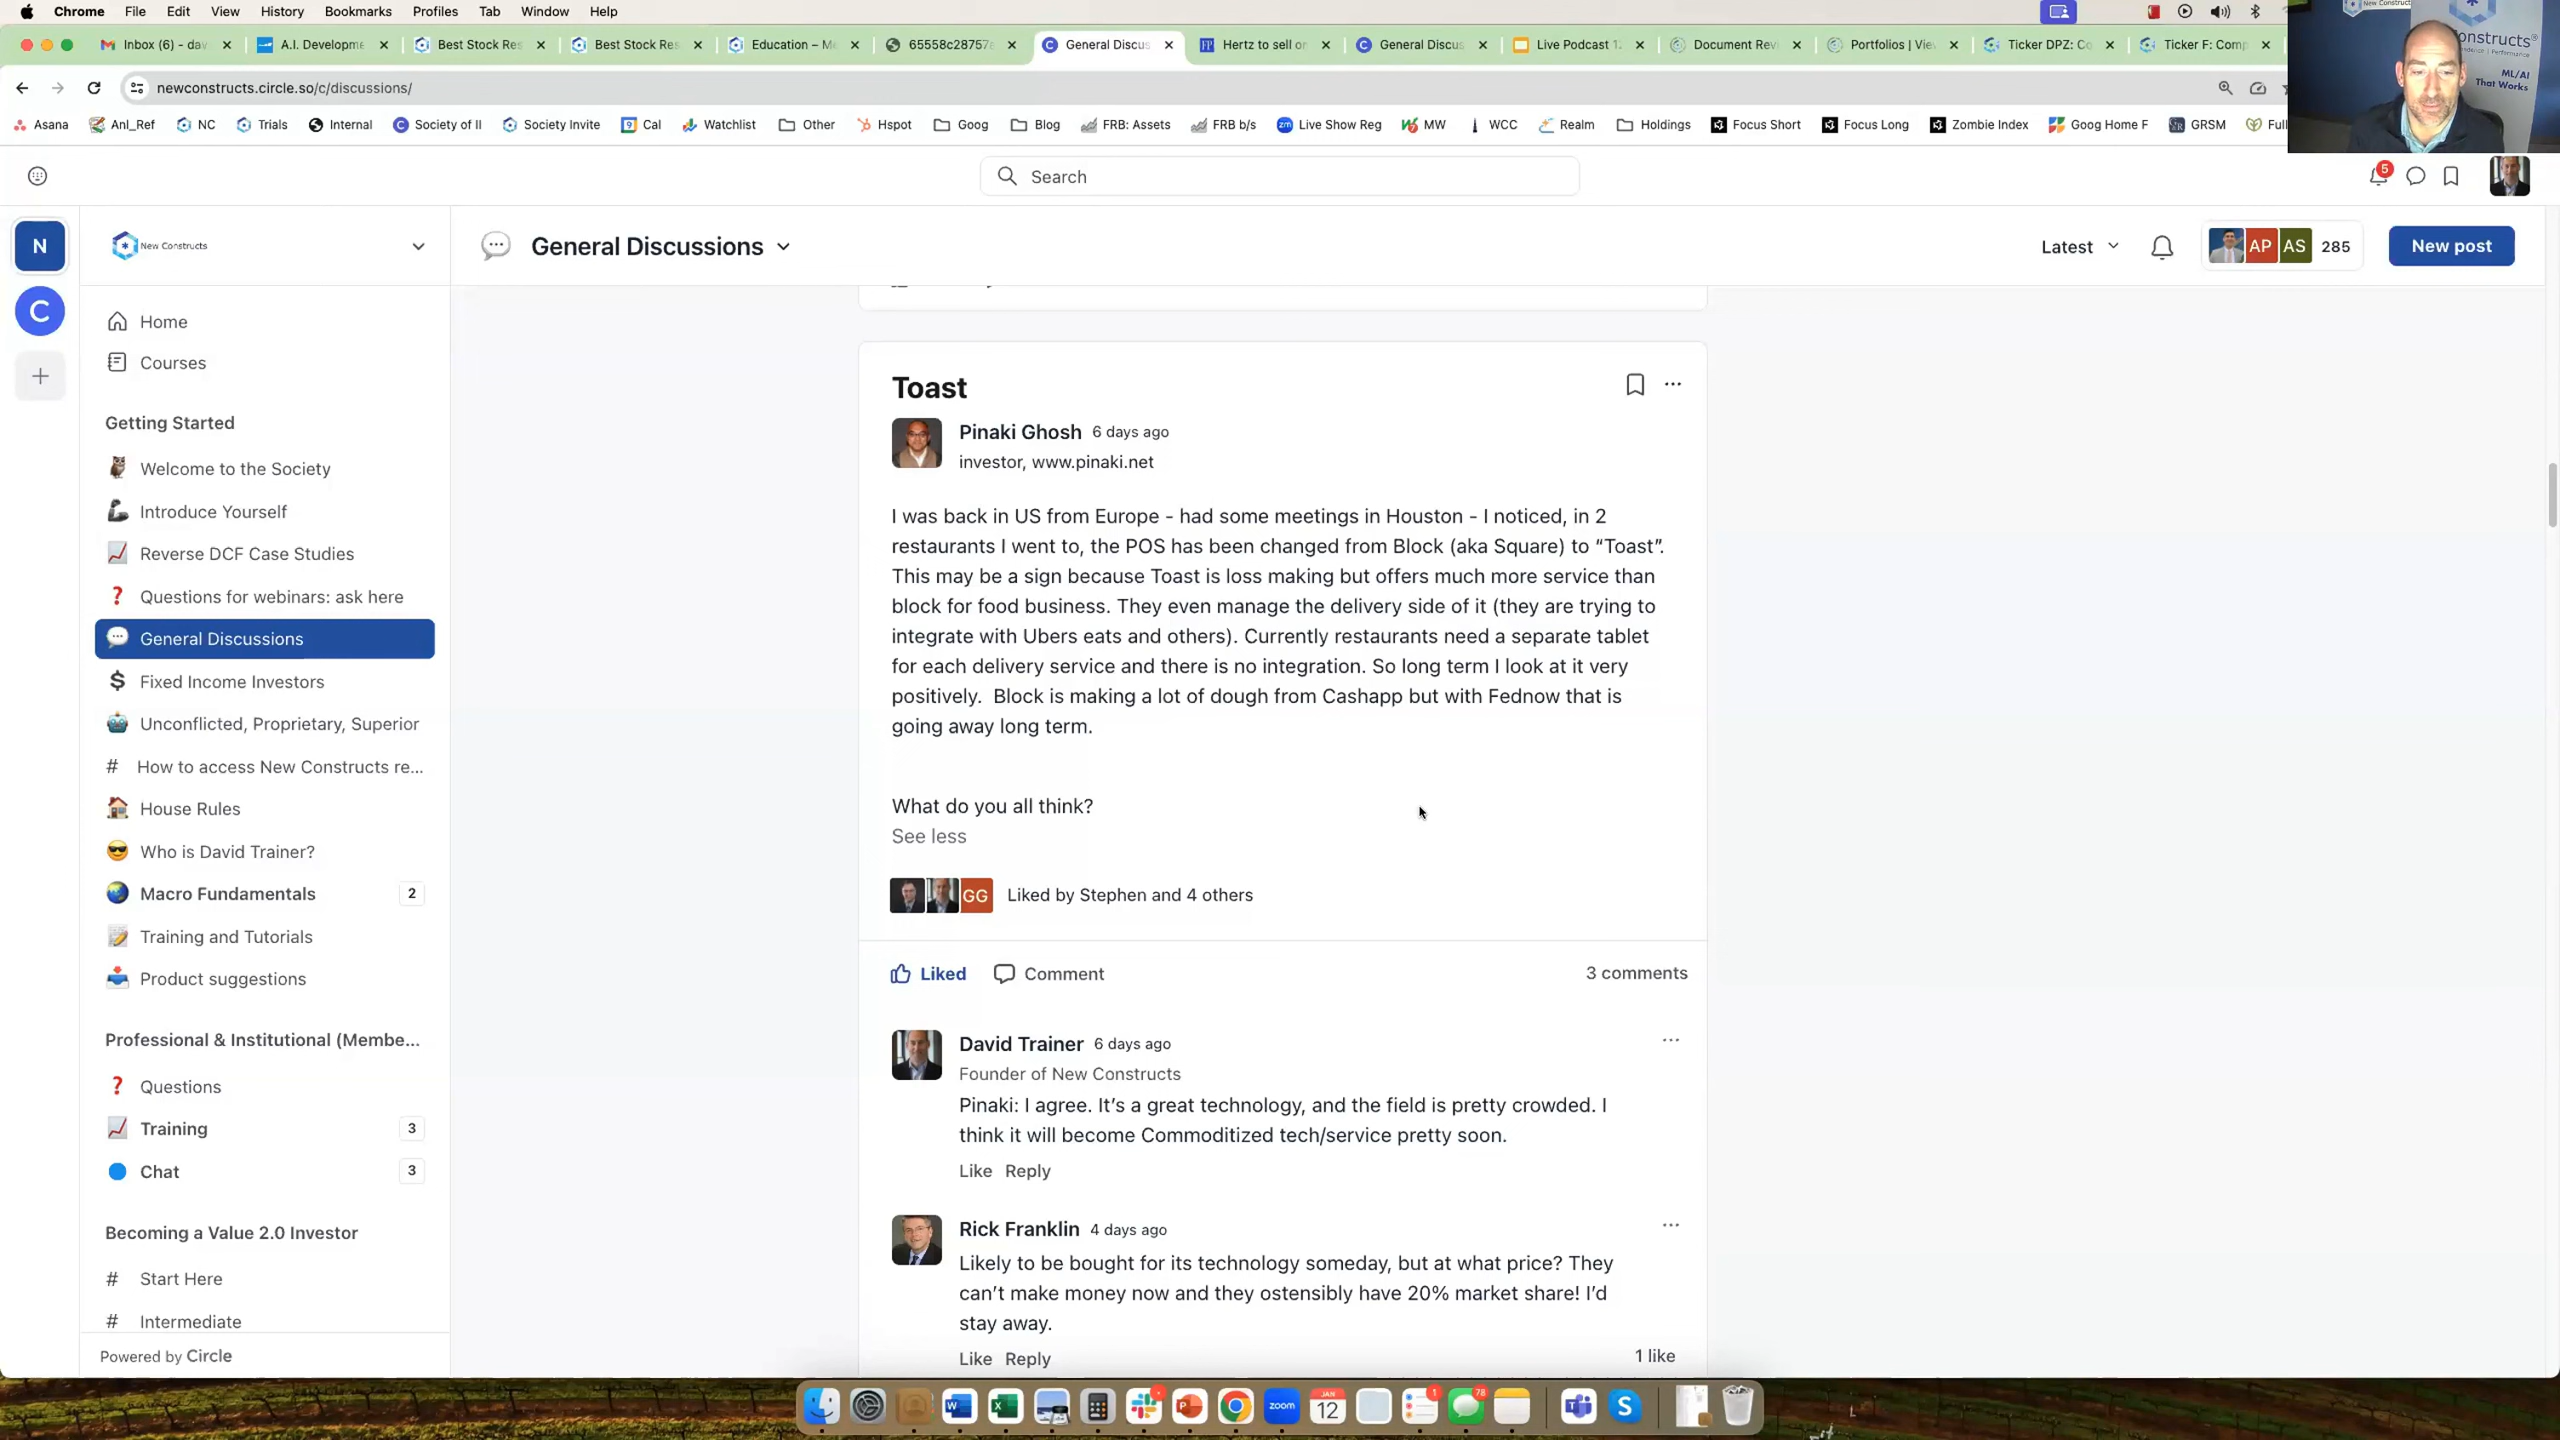 Chrome File Edit View History Bookmarks Profiles Tab Window Help
Inbox (6) - dav
A.I. Developme
Best Stock Res
Best Stock Res
Education – M
65558c28757
General Discus
Hertz to sell o
General Discus
Live Podcast 1
Document Rev
Portfolios | Vie
Ticker DPZ: Co
Ticker F: Comp
newconstructs.circle.so/c/discussions/
Asana Anl_Ref NC Trials Internal Society of II Society Invite Cal Watchlist Other Hspot Goog Blog FRB: Assets FRB b/s Live Show Reg MW WCC Realm Holdings Focus Short Focus Long Zombie Index Goog Home F GRSM Full
New Constructs
onstructs®
ML/AI
That Works
Search
5
N
C
New Constructs
General Discussions
Latest
AP
AS
285
New post
Home
Courses
Getting Started
Welcome to the Society
Introduce Yourself
Reverse DCF Case Studies
Questions for webinars: ask here
General Discussions
Fixed Income Investors
Unconflicted, Proprietary, Superior
# How to access New Constructs re...
House Rules
Who is David Trainer?
Macro Fundamentals 2
Training and Tutorials
Product suggestions
Professional & Institutional (Membe...
Questions
Training 3
Chat 3
Becoming a Value 2.0 Investor
# Start Here
# Intermediate
Powered by Circle
Toast
Pinaki Ghosh 6 days ago
investor, www.pinaki.net
I was back in US from Europe - had some meetings in Houston - I noticed, in 2
restaurants I went to, the POS has been changed from Block (aka Square) to “Toast”.
This may be a sign because Toast is loss making but offers much more service than
block for food business. They even manage the delivery side of it (they are trying to
integrate with Ubers eats and others). Currently restaurants need a separate tablet
for each delivery service and there is no integration. So long term I look at it very
positively. Block is making a lot of dough from Cashapp but with Fednow that is
going away long term.
What do you all think?
See less
GG
Liked by Stephen and 4 others
Liked Comment 3 comments
David Trainer 6 days ago
Founder of New Constructs
Pinaki: I agree. It’s a great technology, and the field is pretty crowded. I
think it will become Commoditized tech/service pretty soon.
Like Reply
Rick Franklin 4 days ago
Likely to be bought for its technology someday, but at what price? They
can’t make money now and they ostensibly have 20% market share! I’d
stay away.
Like Reply 1 like
zoom
JAN
12
1
78